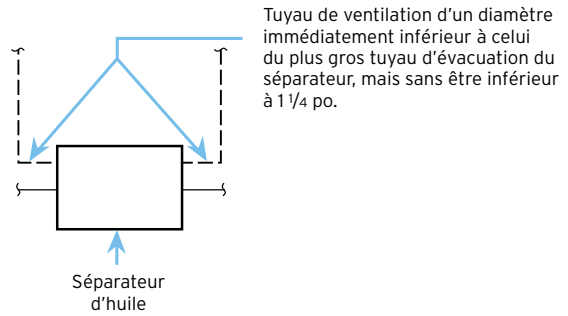 Tuyau de ventilation d'un diamètre
immédiatement inférieur à celui
du plus gros tuyau d'évacuation du
séparateur, mais sans être inférieur
à 1 1/4 po.
Séparateur
d'huile